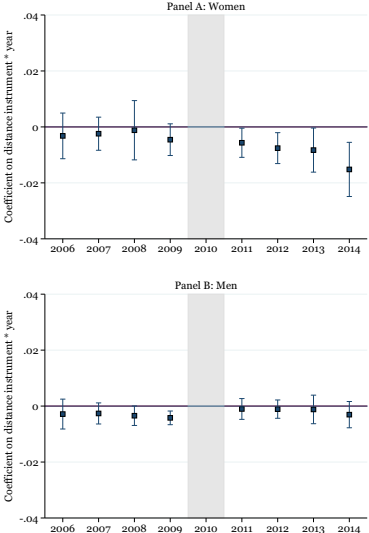 Panel A: Women
Coefficient on distance instrument * year
.04
.02
0
-.02
-.04
2006 2007 2008 2009 2010 2011 2012 2013 2014
Panel B: Men
Coefficient on distance instrument * year
.04
.02
0
-.02
-.04
2006 2007 2008 2009 2010 2011 2012 2013 2014